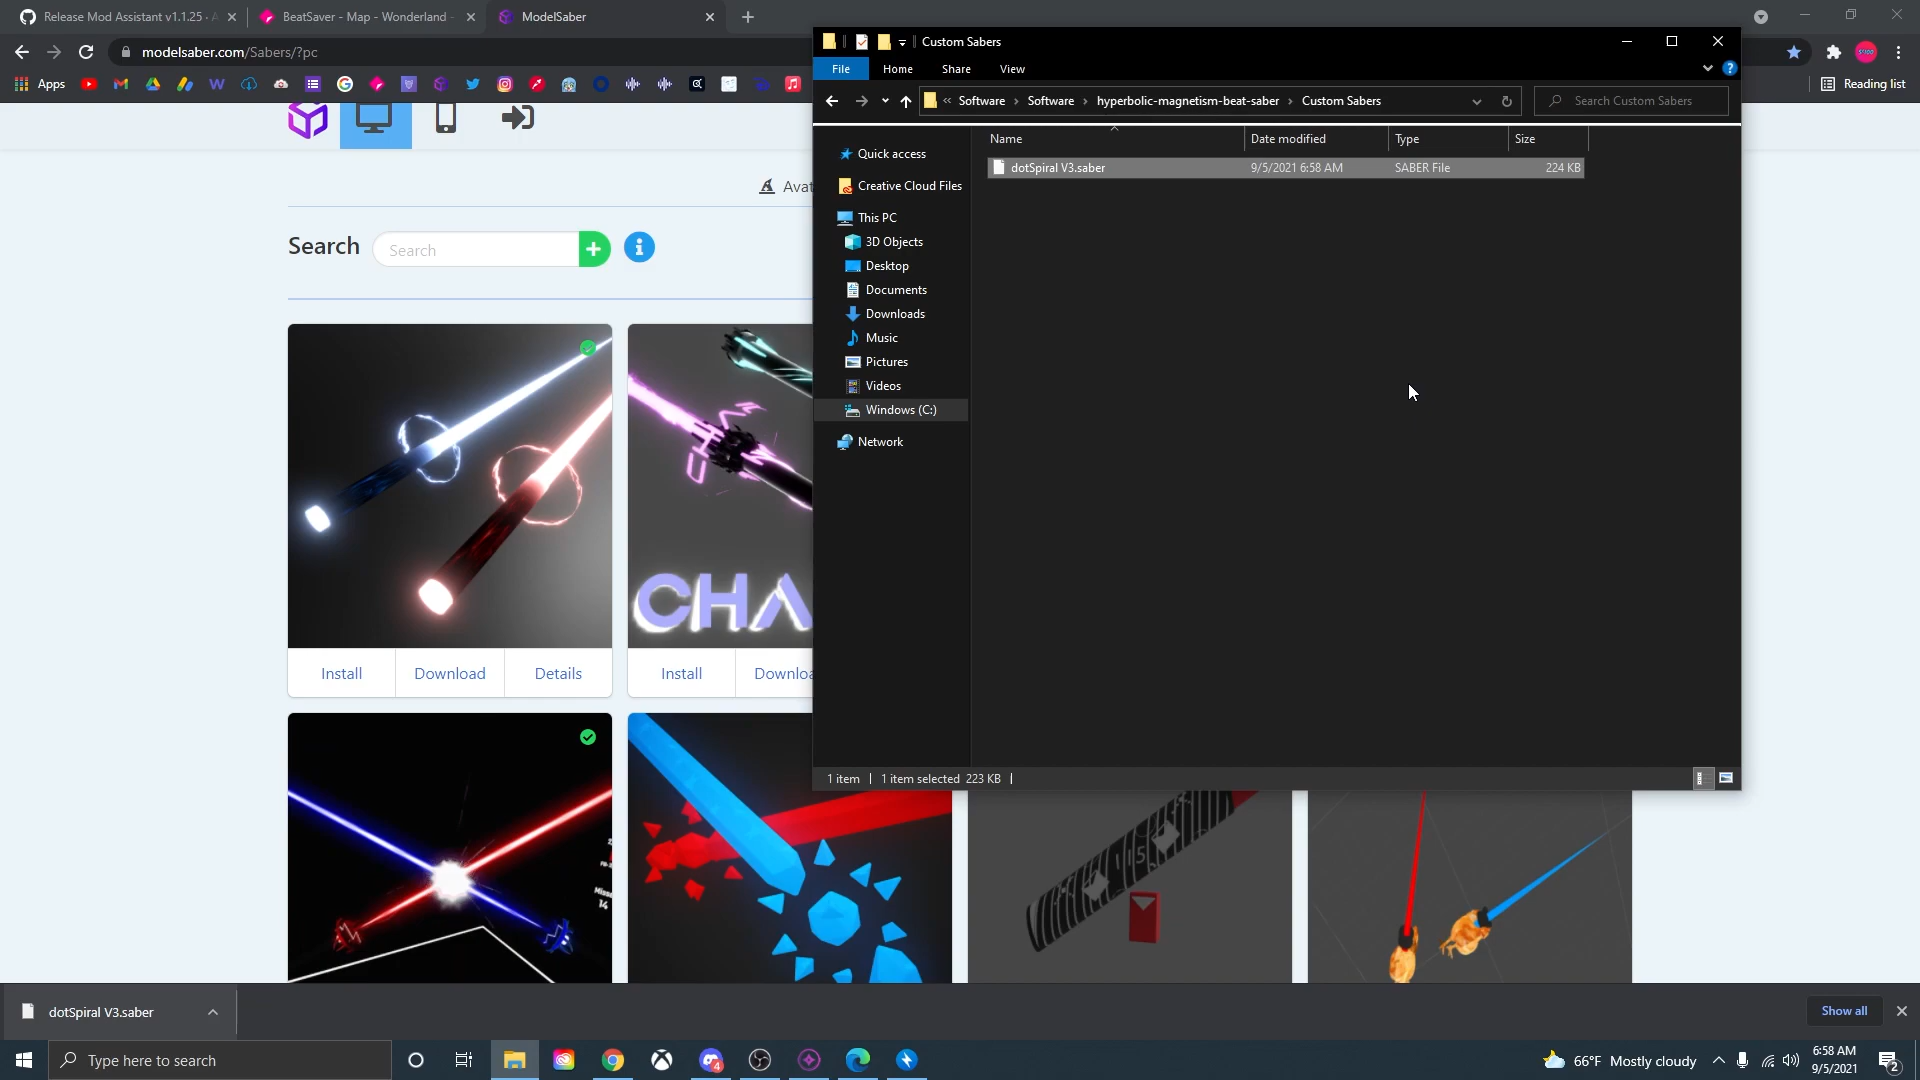 Release Mod Assistant v1.1.25 · A
BeatSaver - Map - Wonderland -
ModelSaber
modelsaber.com/Sabers/?pc
Apps
Reading list
Custom Sabers
File
Home
Share
View
« Software › Software › hyperbolic-magnetism-beat-saber › Custom Sabers
Search Custom Sabers
Name
Date modified
Type
Size
dotSpiral V3.saber
9/5/2021 6:58 AM
SABER File
224 KB
Quick access
Creative Cloud Files
This PC
3D Objects
Desktop
Documents
Downloads
Music
Pictures
Videos
Windows (C:)
Network
1 item
1 item selected 223 KB
Avat
Search
Search
CHA
Install
Download
Details
Install
Downloa
14
dotSpiral V3.saber
Show all
Type here to search
4
66°F Mostly cloudy
6:58 AM
9/5/2021
2